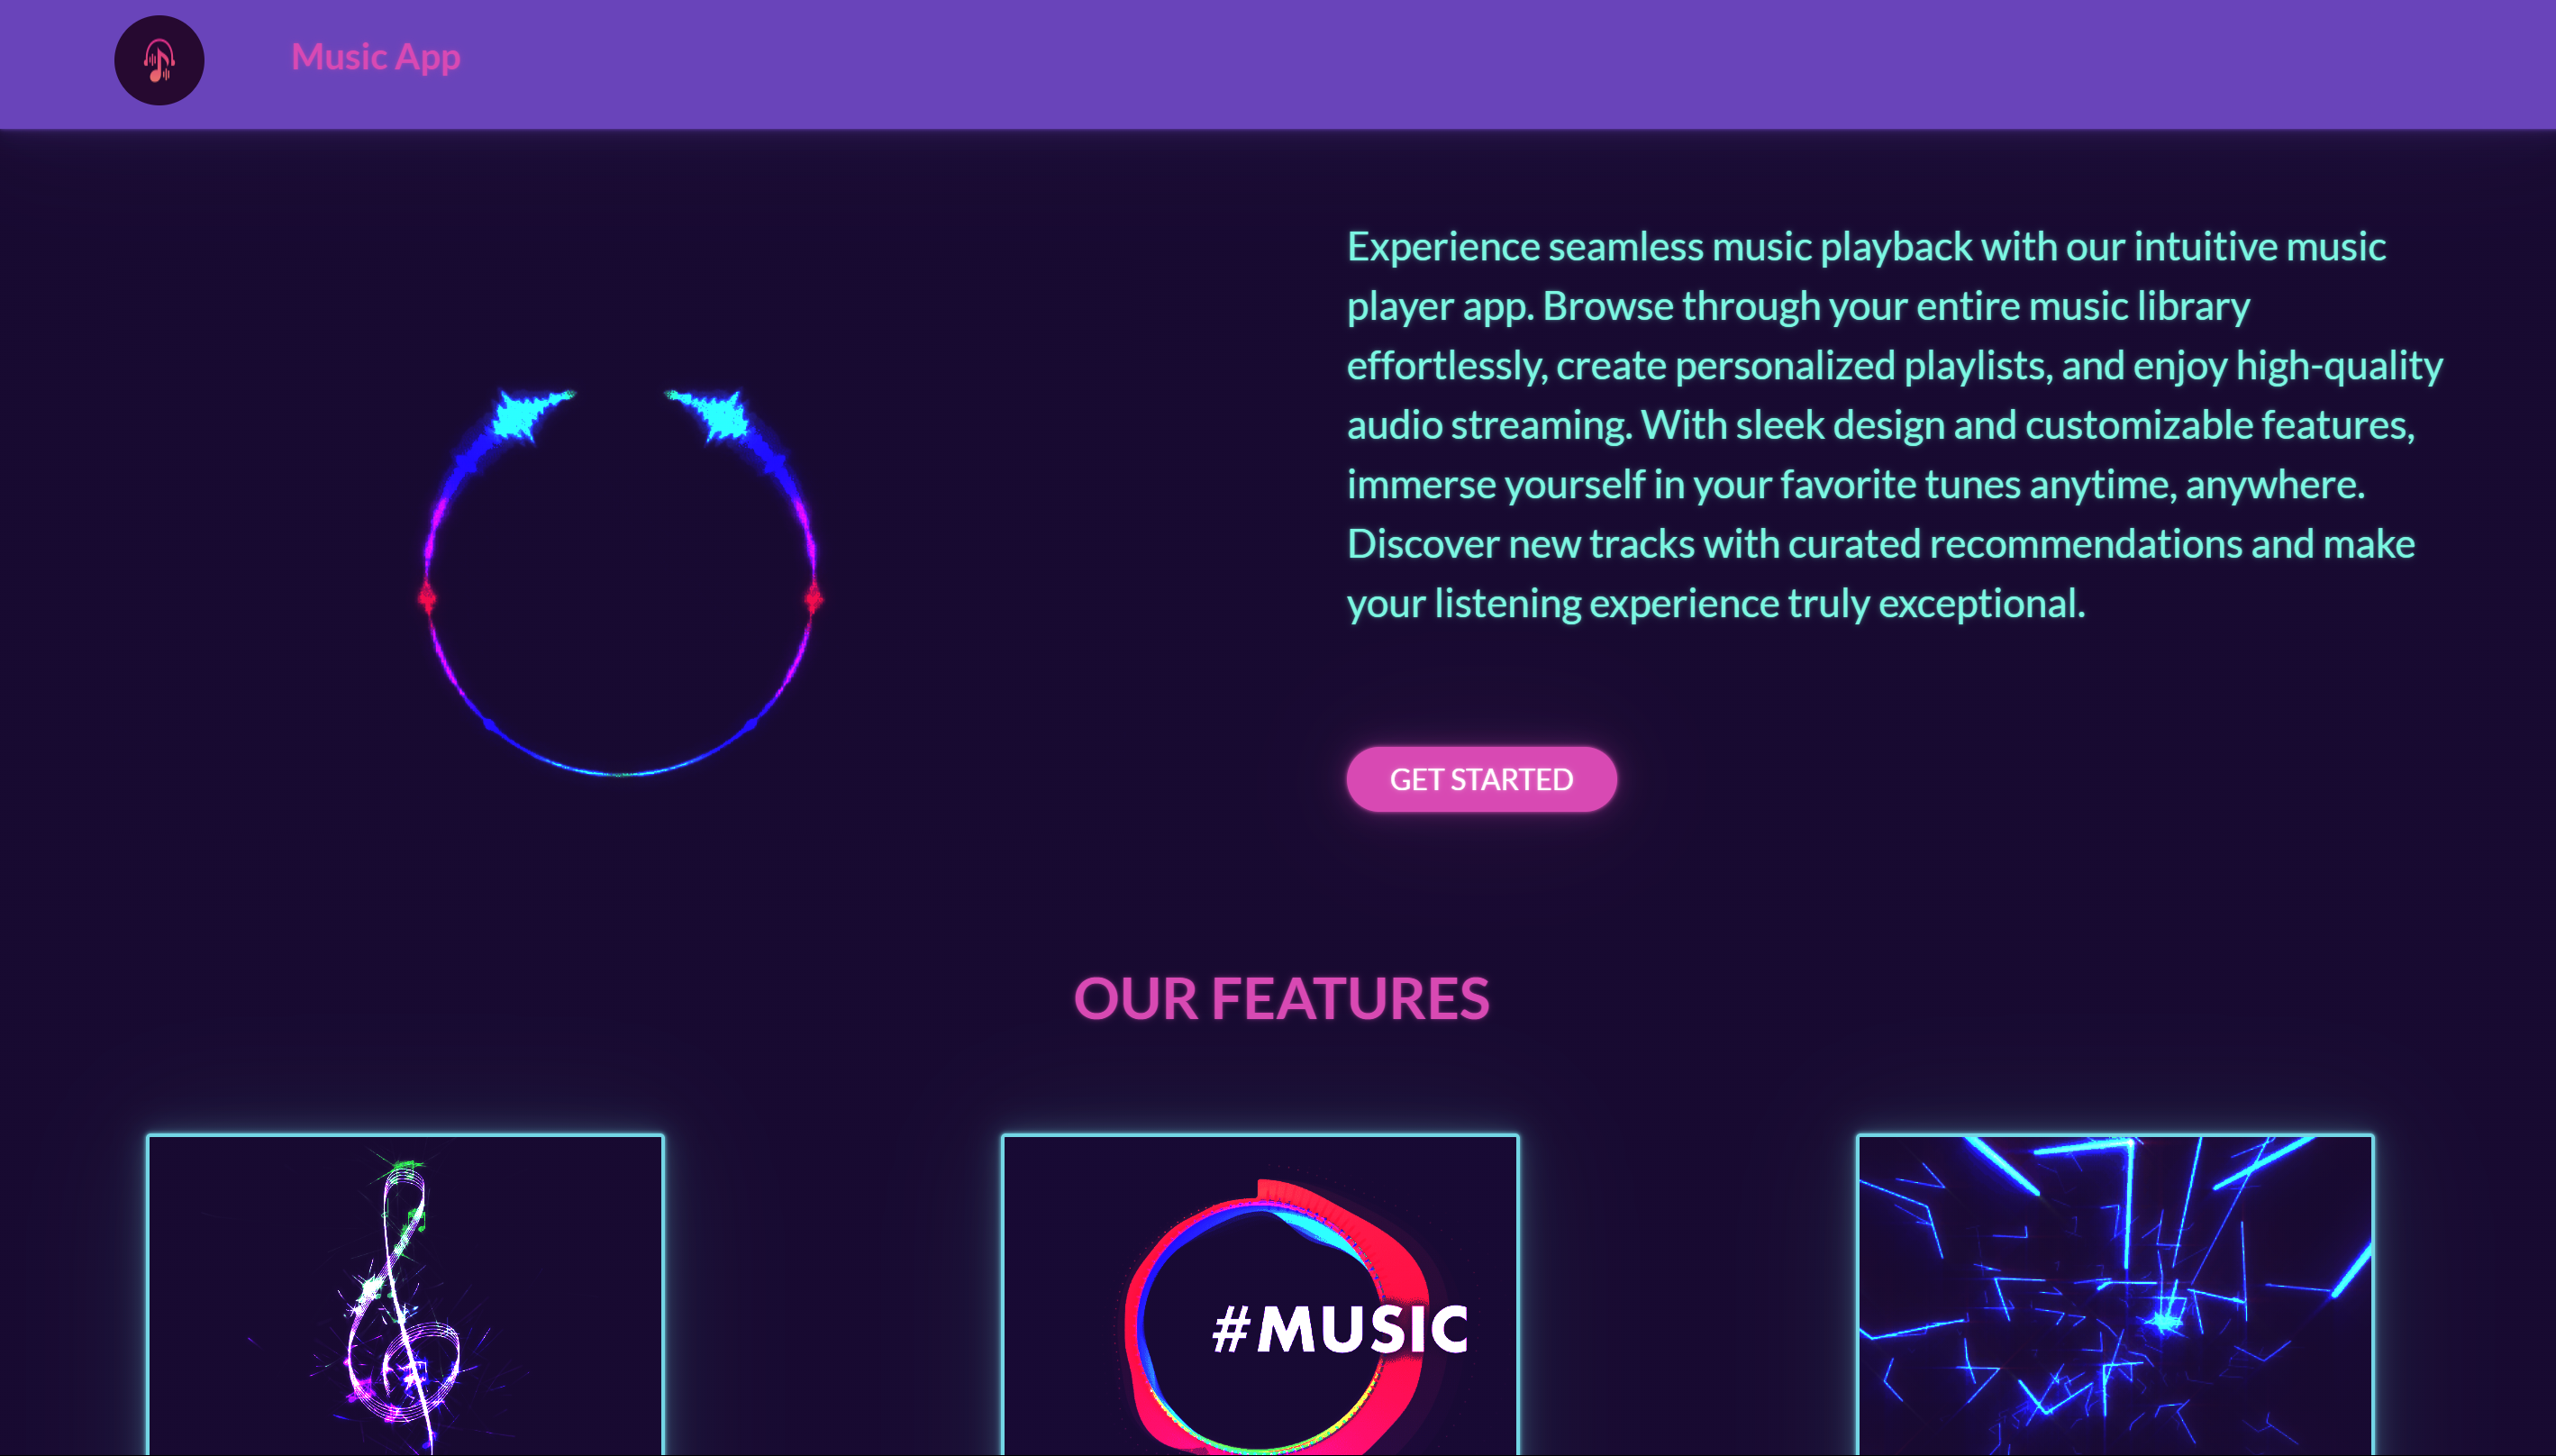 Music App
Experience seamless music playback with our intuitive music
player app. Browse through your entire music library
effortlessly, create personalized playlists, and enjoy high-quality
audio streaming. With sleek design and customizable features,
immerse yourself in your favorite tunes anytime, anywhere.
Discover new tracks with curated recommendations and make
your listening experience truly exceptional.
GET STARTED
OUR FEATURES
#MUSIC